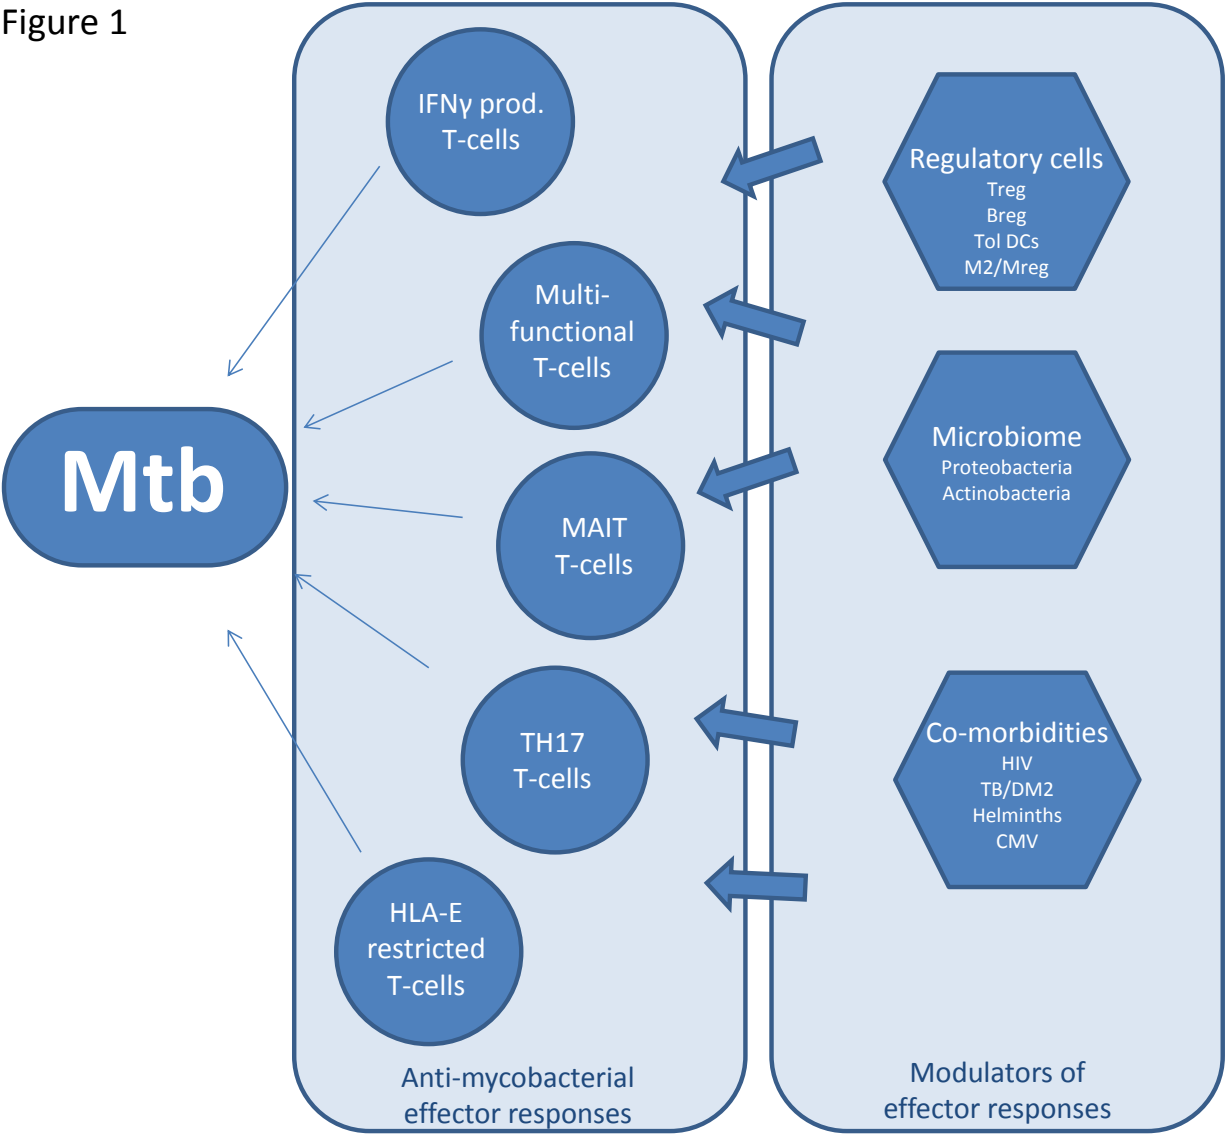 Figure 1
Mtb
IFNγ prod.
T-cells
Multi-
functional
T-cells
MAIT
T-cells
TH17
T-cells
HLA-E
restricted
T-cells
Anti-mycobacterial
effector responses
Regulatory cells
Treg
Breg
Tol DCs
M2/Mreg
Microbiome
Proteobacteria
Actinobacteria
Co-morbidities
HIV
TB/DM2
Helminths
CMV
Modulators of
effector responses